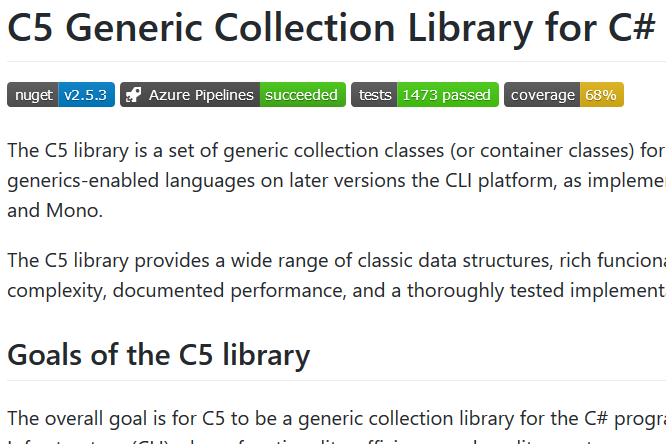 C5 Generic Collection Library for C#
nuget v2.5.3 Azure Pipelines succeeded tests 1473 passed coverage 68%
The C5 library is a set of generic collection classes (or container classes) for
generics-enabled languages on later versions the CLI platform, as impleme
and Mono.
The C5 library provides a wide range of classic data structures, rich funciona
complexity, documented performance, and a thoroughly tested implement
Goals of the C5 library
The overall goal is for C5 to be a generic collection library for the C# progra